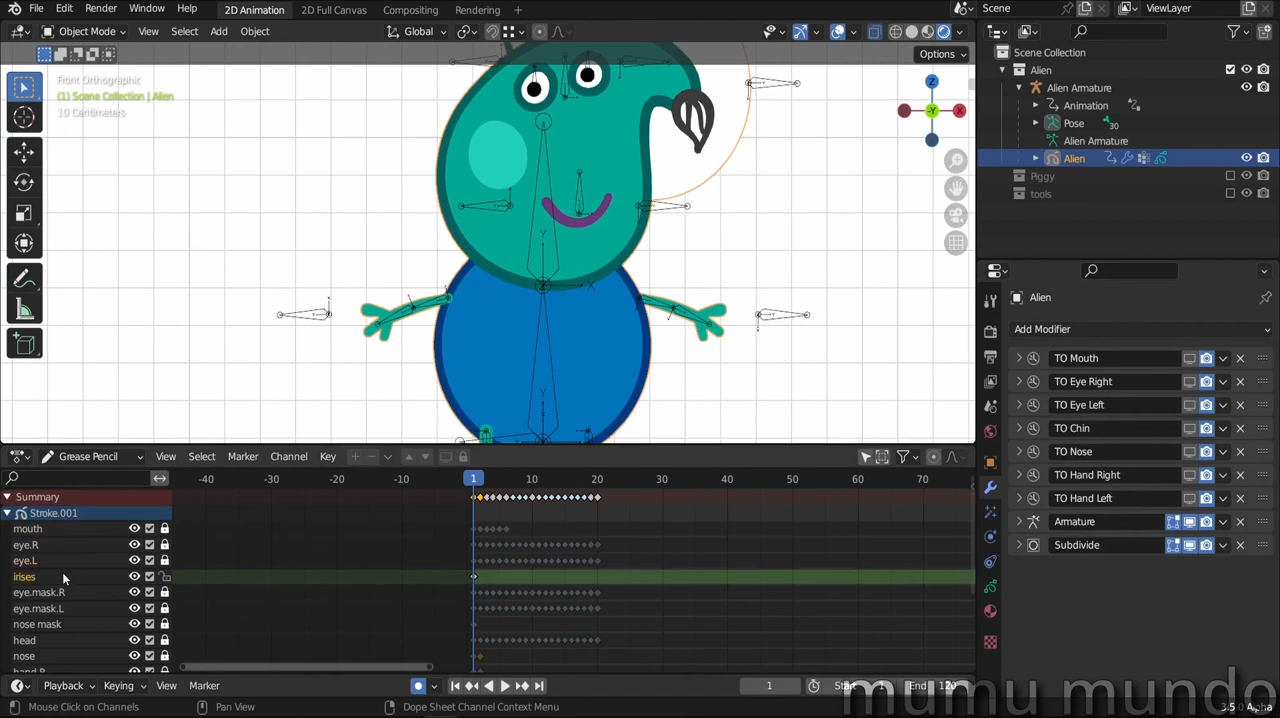 File Edit Render Window Help 2D Animation 2D Full Canvas Compositing Rendering + Scene ViewLayer
Object Mode View Select Add Object Global
Options
Front Orthographic
(1) Scene Collection | Alien
10 Centimeters
Z
-Y
X
Y
X
Y
Scene Collection
Alien
Alien Armature
Animation
Pose 30
Alien Armature
Alien
Piggy
tools
Alien
Add Modifier
TO Mouth
TO Eye Right
TO Eye Left
TO Chin
TO Nose
TO Hand Right
TO Hand Left
Armature
Subdivide
Grease Pencil View Select Marker Channel Key
-40 -30 -20 -10 1 10 20 30 40 50 60 70
Summary
Stroke.001
mouth
eye.R
eye.L
irises
eye.mask.R
eye.mask.L
nose mask
head
nose
hand.R
Playback Keying View Marker 1 Start 1 End 120
Mouse Click on Channels Pan View Dope Sheet Channel Context Menu 3.5.0 Alpha
mumu mundo